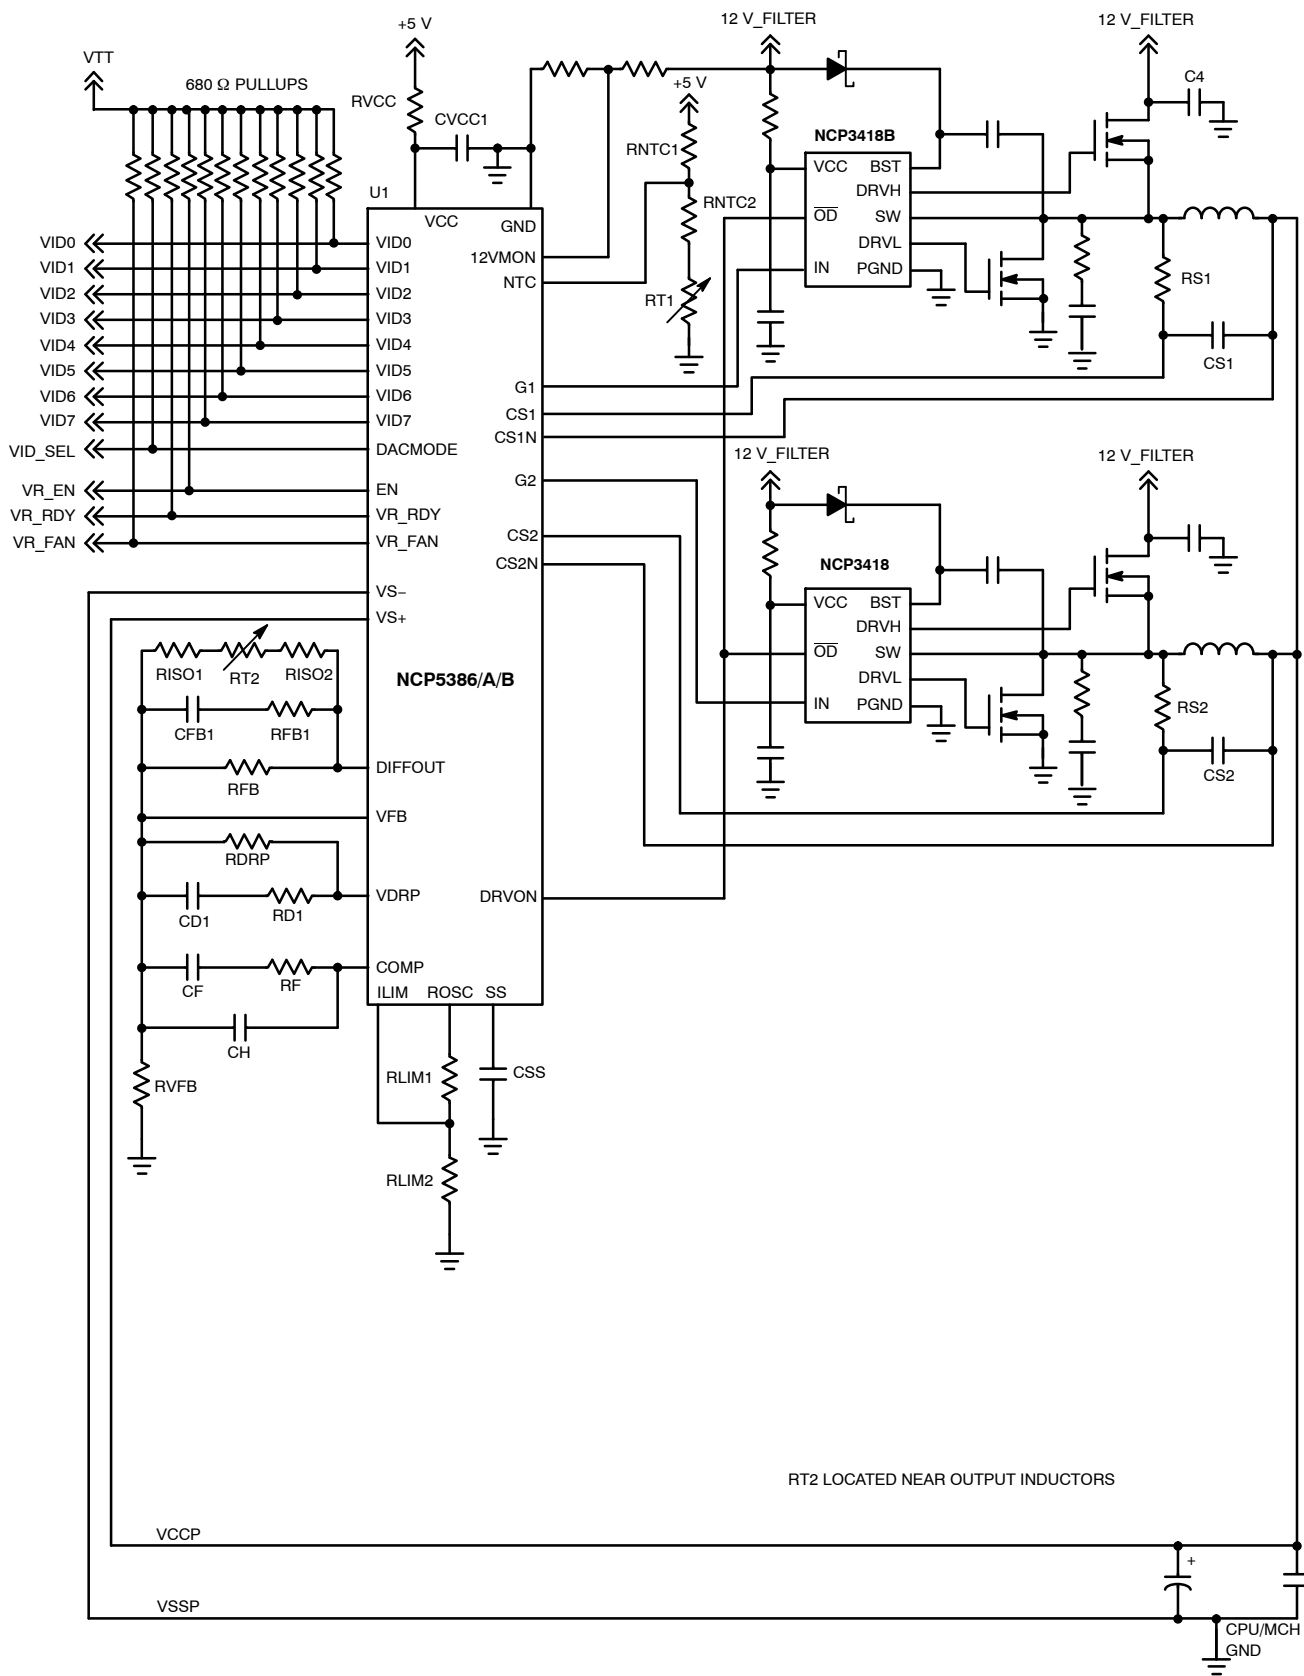 +5 V
12 V_FILTER
12 V_FILTER
VTT
680 Ω PULLUPS
RVCC
CVCC1
+5 V
C4
RNTC1
NCP3418B
U1
RNTC2
VCC
GND
VCC
BST
DRVH
OD
SW
DRVL
IN
PGND
VID0
VID0
12VMON
VID1
VID1
NTC
VID2
VID2
RT1
RS1
VID3
VID3
VID4
VID4
CS1
VID5
VID5
G1
VID6
VID6
CS1
VID7
VID7
CS1N
VID_SEL
DACMODE
12 V_FILTER
12 V_FILTER
VR_EN
EN
G2
VR_RDY
VR_RDY
VR_FAN
VR_FAN
CS2
CS2N
NCP3418
VS−
VS+
VCC
BST
DRVH
OD
SW
DRVL
IN
PGND
RISO1
RT2
RISO2
NCP5386/A/B
RS2
CFB1
RFB1
CS2
RFB
DIFFOUT
VFB
RDRP
CD1
RD1
VDRP
DRVON
CF
RF
COMP
ILIM
ROSC
SS
CH
RVFB
RLIM1
CSS
RLIM2
RT2 LOCATED NEAR OUTPUT INDUCTORS
VCCP
+
VSSP
CPU/MCH
GND